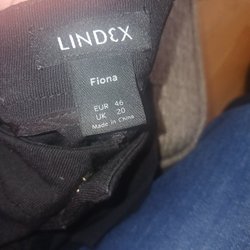 LINDEX
Fiona
EUR 46
UK 20
Made in China